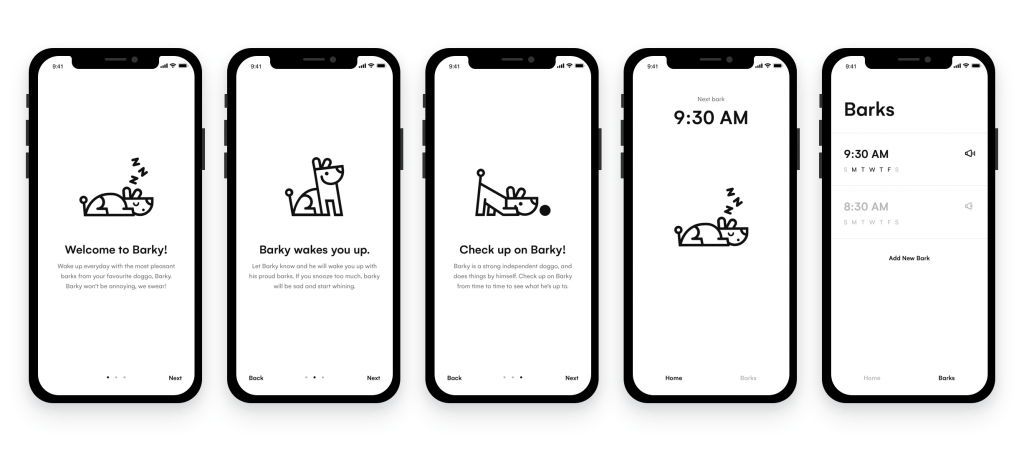 9:41
Z
Z
Z
Z
Welcome to Barky!
Wake up everyday with the most pleasant
barks from your favourite doggo, Barky.
Barky won't be annoying, we swear!
Next
9:41
Barky wakes you up.
Let Barky know and he will wake you up with
his proud barks. If you snooze too much, barky
will be sad and start whining.
Back
Next
9:41
Check up on Barky!
Barky is a strong independent doggo, and
does things by himself. Check up on Barky
from time to time to see what he's up to.
Back
Next
9:41
Next bark
9:30 AM
Z
Z
Z
Z
Home
Barks
9:41
Barks
9:30 AM
S M T W T F S
8:30 AM
S M T W T F S
Add New Bark
Home
Barks